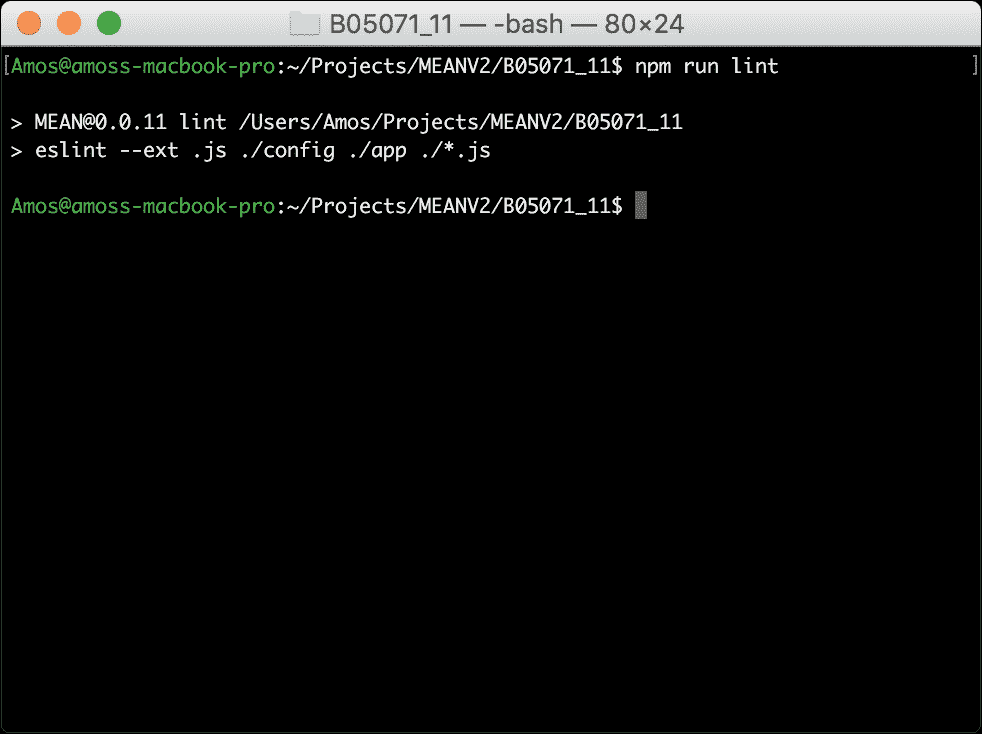 B05071_11 — -bash — 80×24
[Amos@amoss-macbook-pro:~/Projects/MEANV2/B05071_11$ npm run lint ]
> MEAN@0.0.11 lint /Users/Amos/Projects/MEANV2/B05071_11
> eslint --ext .js ./config ./app ./*.js
Amos@amoss-macbook-pro:~/Projects/MEANV2/B05071_11$